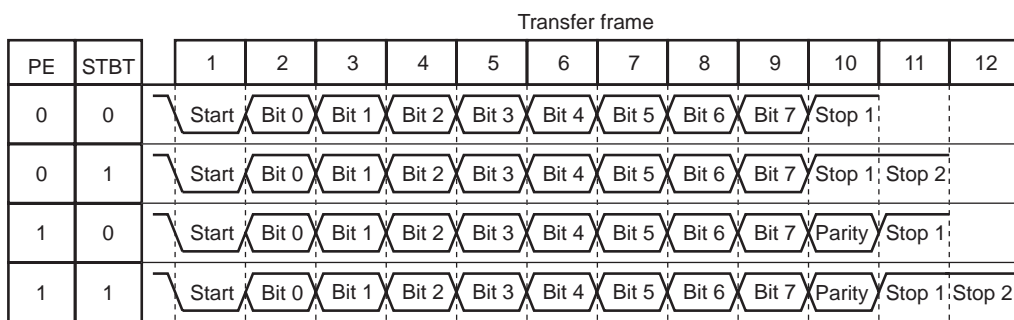 Transfer frame
PE STBT 1 2 3 4 5 6 7 8 9 10 11 12
0 0 Start Bit 0 Bit 1 Bit 2 Bit 3 Bit 4 Bit 5 Bit 6 Bit 7 Stop 1
0 1 Start Bit 0 Bit 1 Bit 2 Bit 3 Bit 4 Bit 5 Bit 6 Bit 7 Stop 1 Stop 2
1 0 Start Bit 0 Bit 1 Bit 2 Bit 3 Bit 4 Bit 5 Bit 6 Bit 7 Parity Stop 1
1 1 Start Bit 0 Bit 1 Bit 2 Bit 3 Bit 4 Bit 5 Bit 6 Bit 7 Parity Stop 1 Stop 2